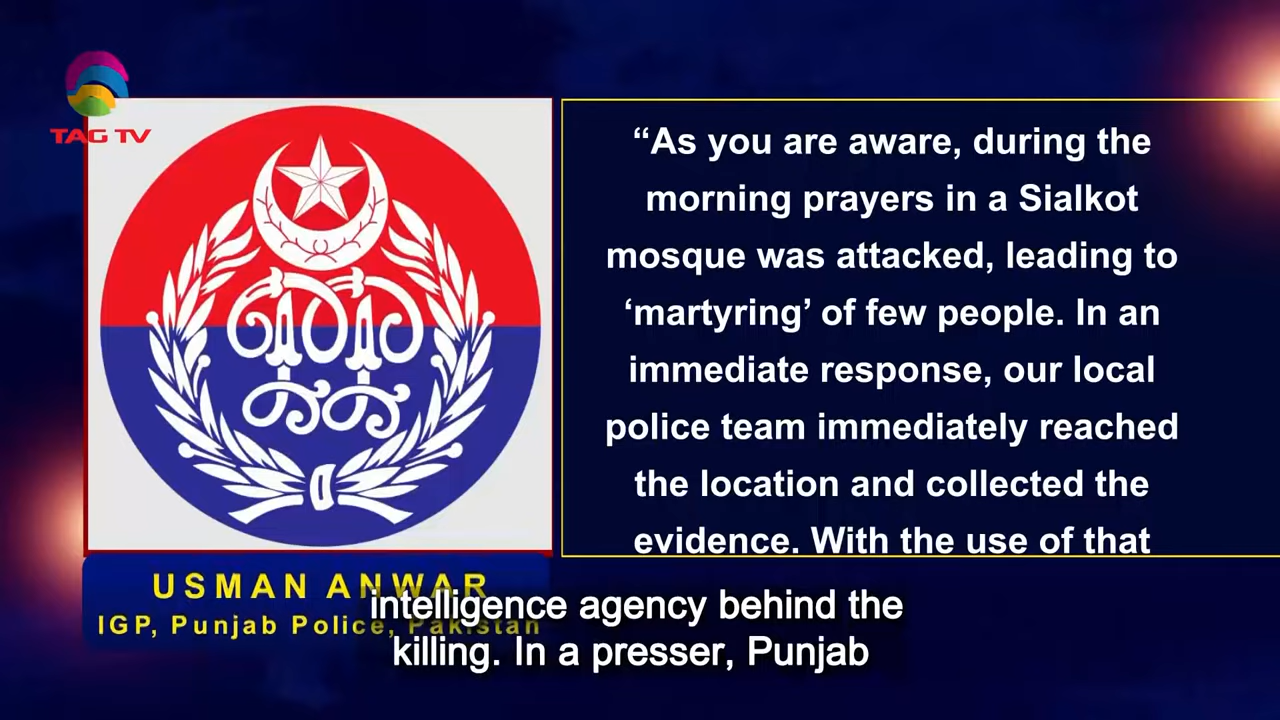 TAG TV
“As you are aware, during the
morning prayers in a Sialkot
mosque was attacked, leading to
‘martyring’ of few people. In an
immediate response, our local
police team immediately reached
the location and collected the
evidence. With the use of that
USMAN ANWAR
IGP, Punjab Police, Pakistan
intelligence agency behind the
killing. In a presser, Punjab